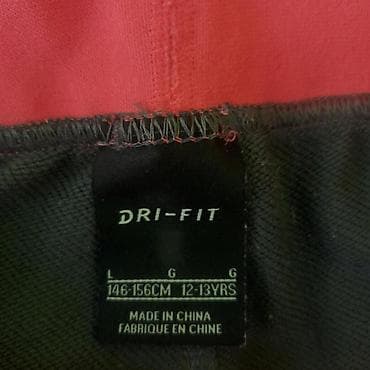 DRI-FIT
L G G
146-156CM 12-13YRS
MADE IN CHINA
FABRIQUE EN CHINE